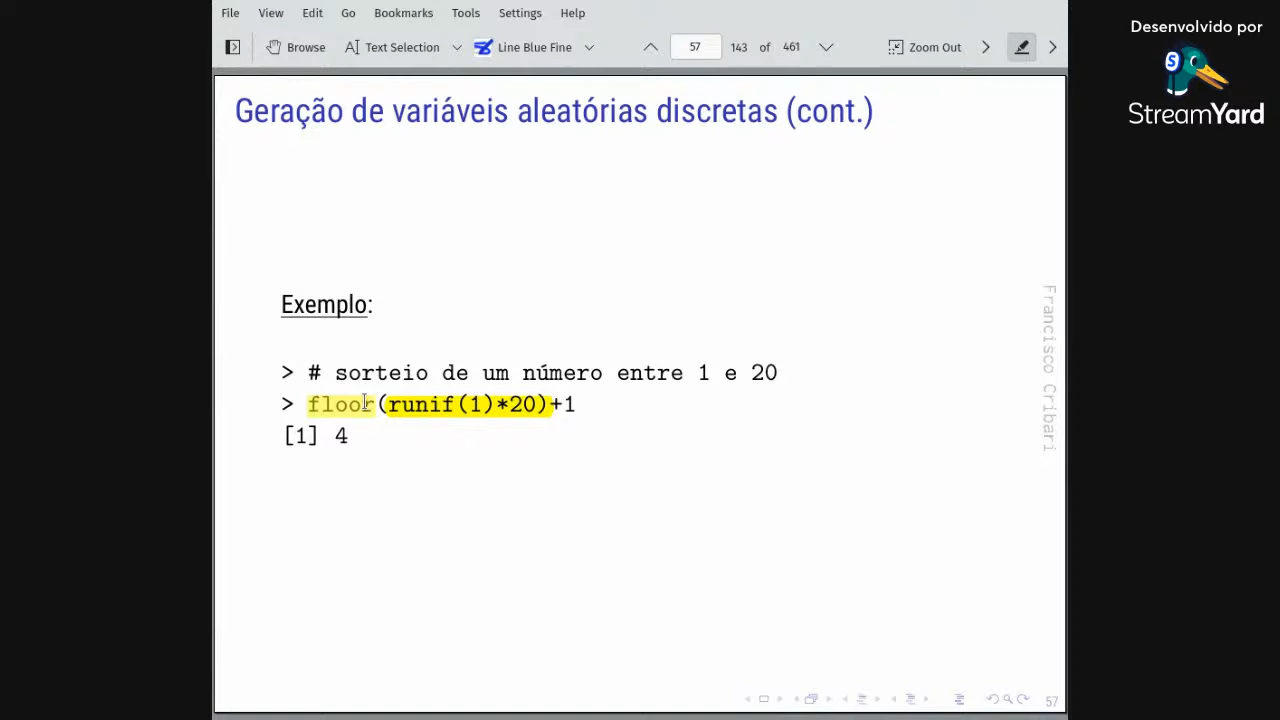 File View Edit Go Bookmarks Tools Settings Help
Browse Text Selection Line Blue Fine 57 143 of 461 Zoom Out
Desenvolvido por
StreamYard
Geração de variáveis aleatórias discretas (cont.)
Exemplo:
> # sorteio de um número entre 1 e 20
> floor(runif(1)*20)+1
[1] 4
Francisco Cribari
57